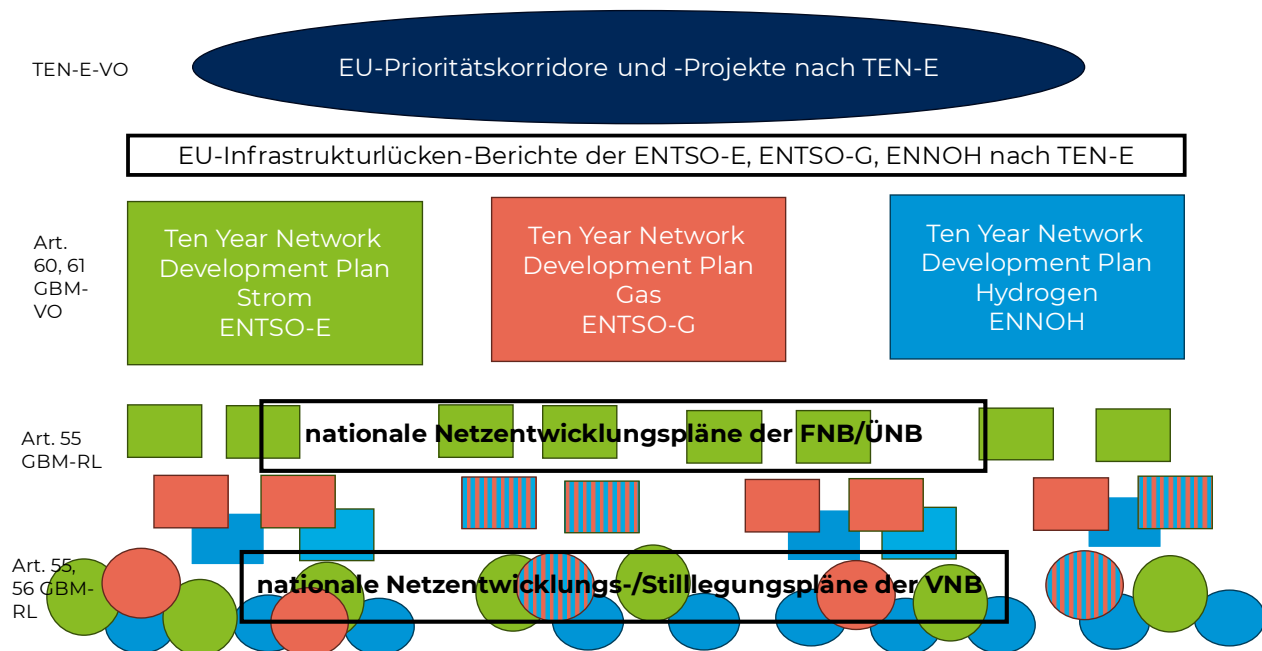 TEN-E-VO
EU-Prioritätskorridore und -Projekte nach TEN-E
EU-Infrastrukturlücken-Berichte der ENTSO-E, ENTSO-G, ENNOH nach TEN-E
Art.
60, 61
GBM-
VO
Ten Year Network
Development Plan
Strom
ENTSO-E
Ten Year Network
Development Plan
Gas
ENTSO-G
Ten Year Network
Development Plan
Hydrogen
ENNOH
Art. 55
GBM-RL
nationale Netzentwicklungspläne der FNB/ÜNB
Art. 55,
56 GBM-
RL
nationale Netzentwicklungs-/Stilllegungspläne der VNB